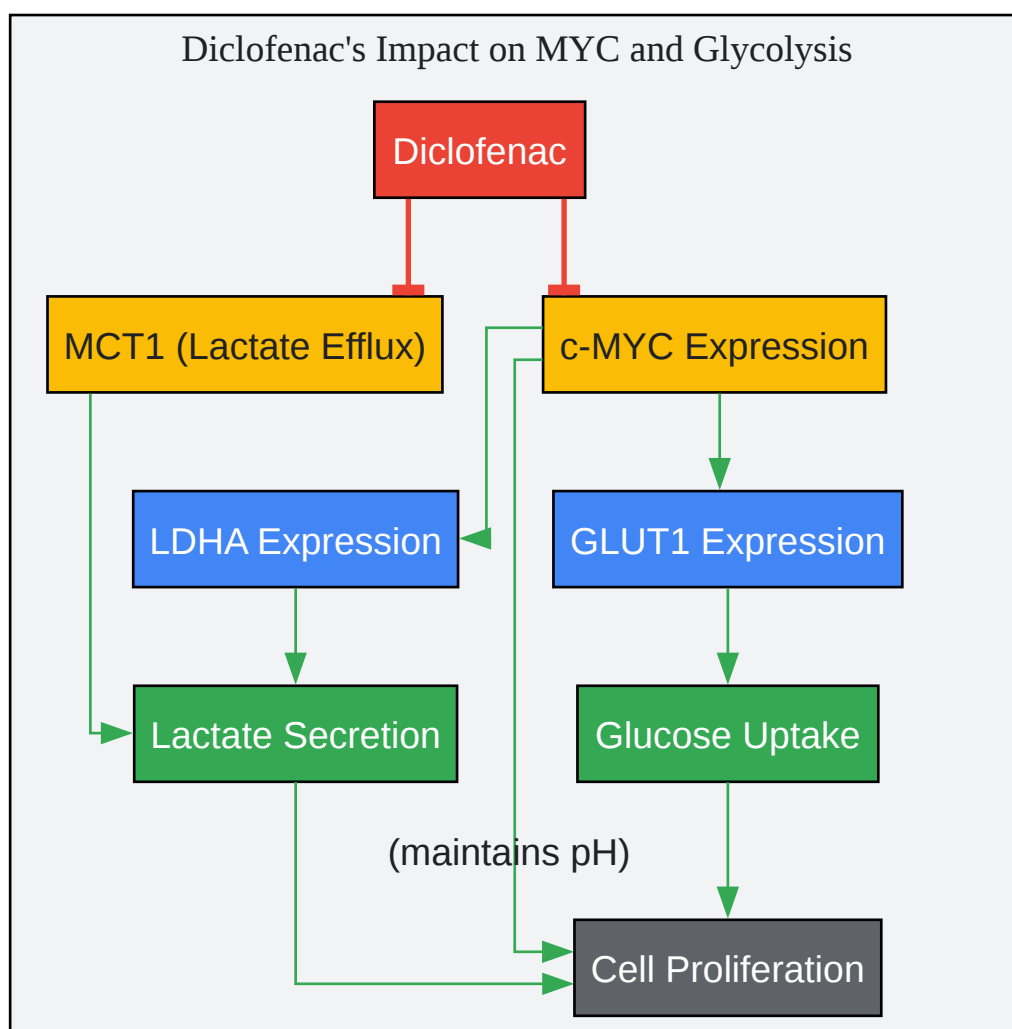 Diclofenac's Impact on MYC and Glycolysis
Diclofenac
MCT1 (Lactate Efflux)
c-MYC Expression
LDHA Expression
GLUT1 Expression
Lactate Secretion
Glucose Uptake
(maintains pH)
Cell Proliferation